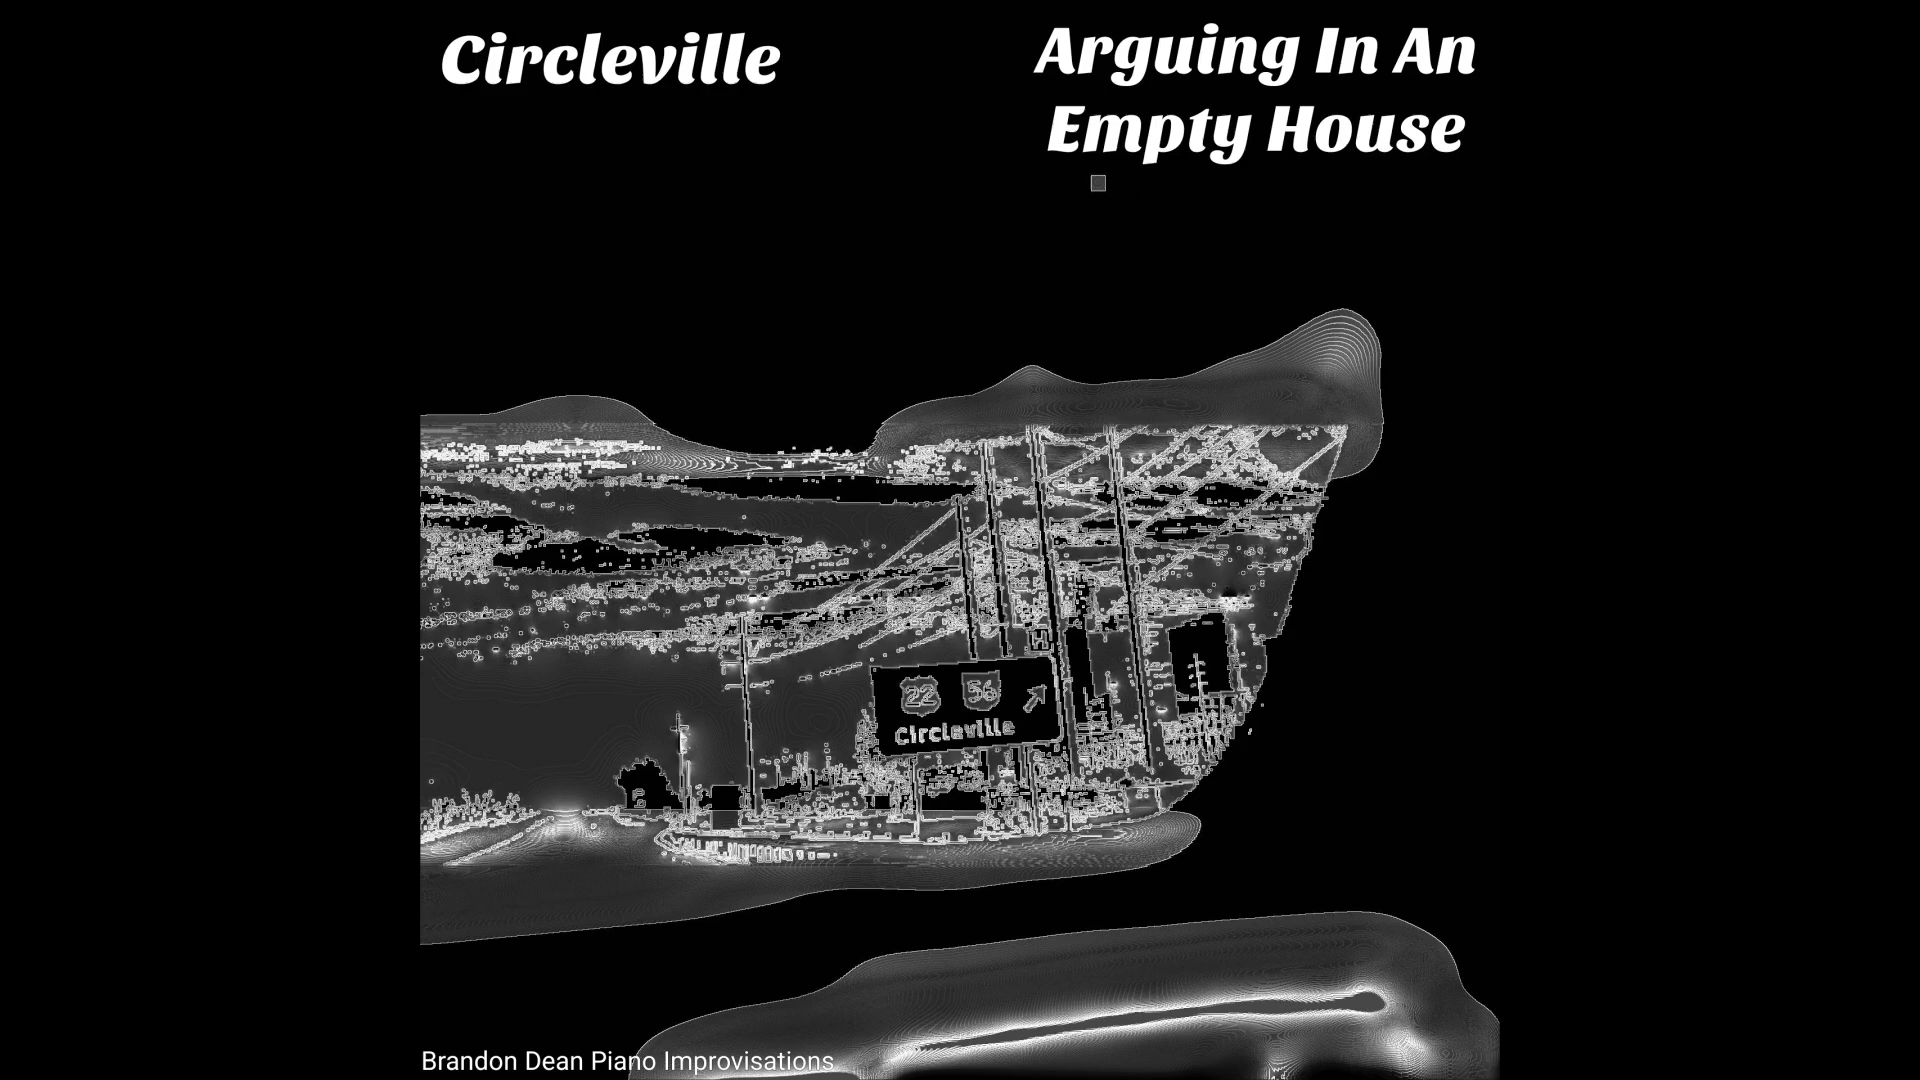 Circleville
Arguing In An
Empty House
22 56
Circleville
Brandon Dean Piano Improvisations